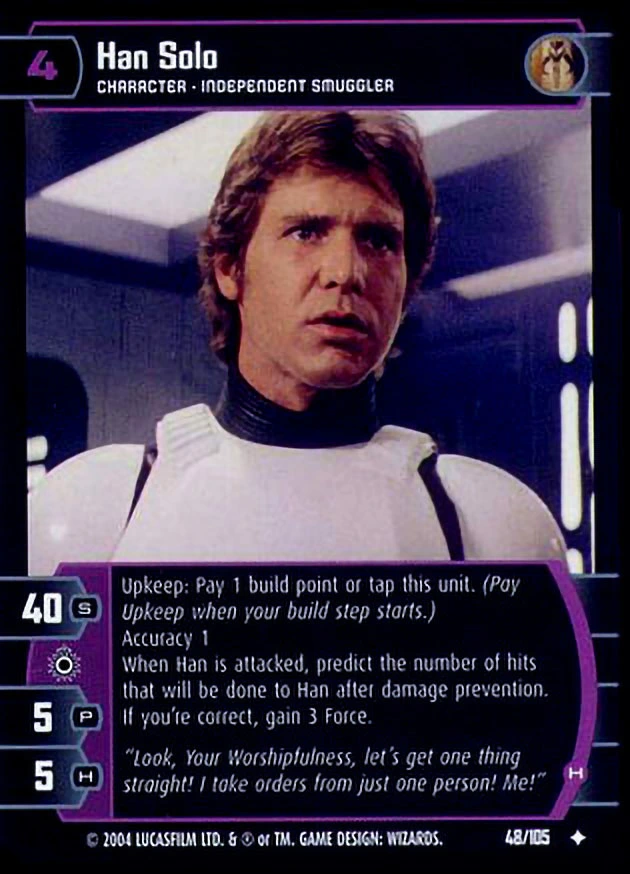 4
Han Solo
CHARACTER · INDEPENDENT SMUGGLER
40 S
5 P
5 H
Upkeep: Pay 1 build point or tap this unit. (Pay
Upkeep when your build step starts.)
Accuracy 1
When Han is attacked, predict the number of hits
that will be done to Han after damage prevention.
If you're correct, gain 3 Force.
"Look, Your Worshipfulness, let's get one thing
straight! I take orders from just one person! Me!"
H
© 2004 LUCASFILM LTD. & ® or TM. GAME DESIGN: WIZARDS.
48/105